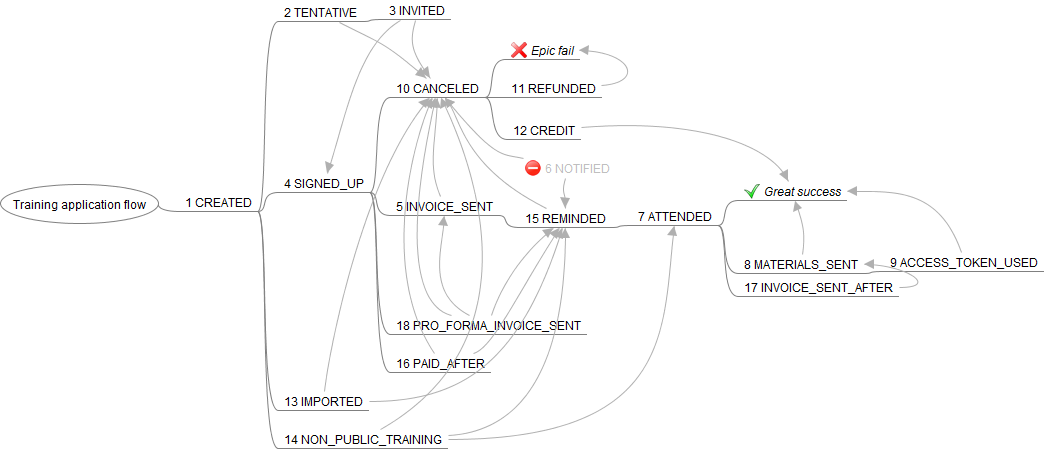 2 TENTATIVE
3 INVITED
Epic fail
10 CANCELED
11 REFUNDED
12 CREDIT
6 NOTIFIED
4 SIGNED_UP
Great success
Training application flow
1 CREATED
5 INVOICE_SENT
15 REMINDED
7 ATTENDED
8 MATERIALS_SENT
9 ACCESS_TOKEN_USED
17 INVOICE_SENT_AFTER
18 PRO_FORMA_INVOICE_SENT
16 PAID_AFTER
13 IMPORTED
14 NON_PUBLIC_TRAINING